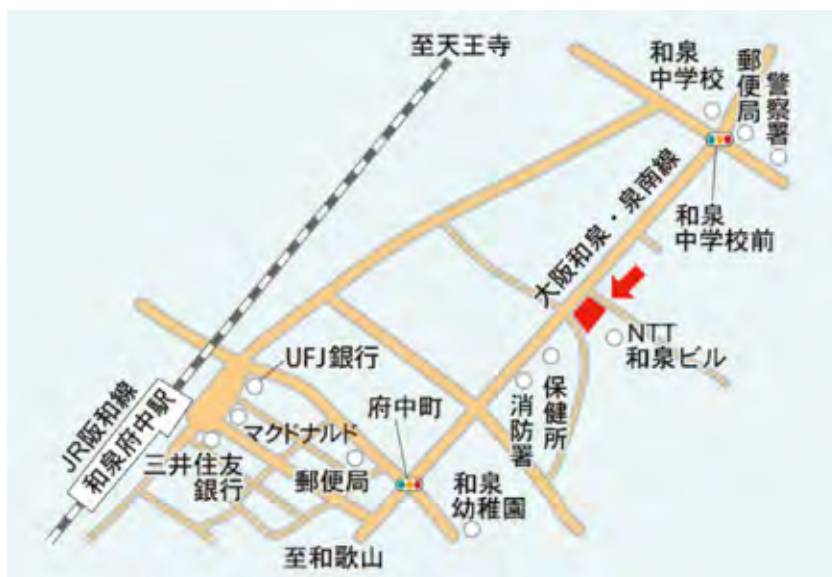 至天王寺
和泉
中学校
郵便局
警察署
和泉
中学校前
大阪和泉・泉南線
NTT
和泉ビル
保健所
消防署
UFJ銀行
府中町
マクドナルド
JR阪和線
和泉府中駅
三井住友
銀行
郵便局
和泉
幼稚園
至和歌山